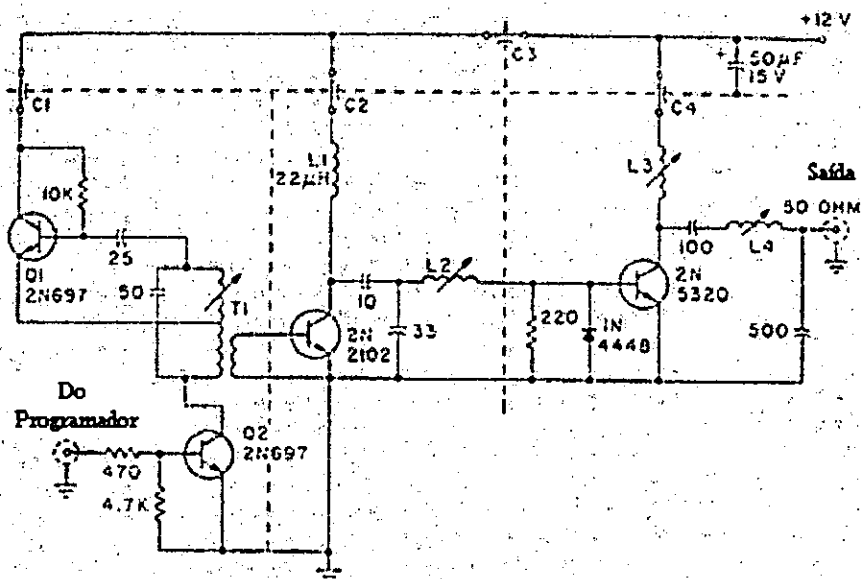 +12 V
C3
+
50µF
15 V
C1
C2
C4
L1
22µH
L3
Saída
50 OHM
10K
25
Q1
2N697
50
T1
L2
10
33
2N
2102
100
L4
2N
5320
220
1N
4448
500
Do
Programador
Q2
2N697
470
4.7K